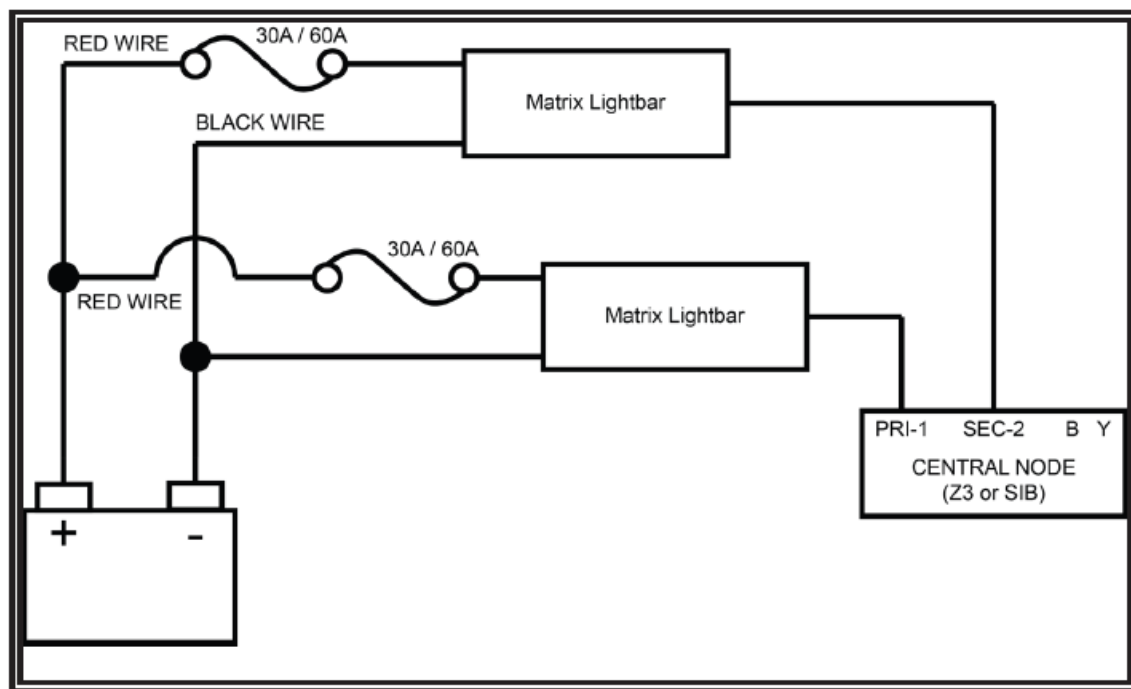 RED WIRE
30A / 60A
Matrix Lightbar
BLACK WIRE
30A / 60A
RED WIRE
Matrix Lightbar
PRI-1 SEC-2 B Y
CENTRAL NODE
(Z3 or SIB)
+ -